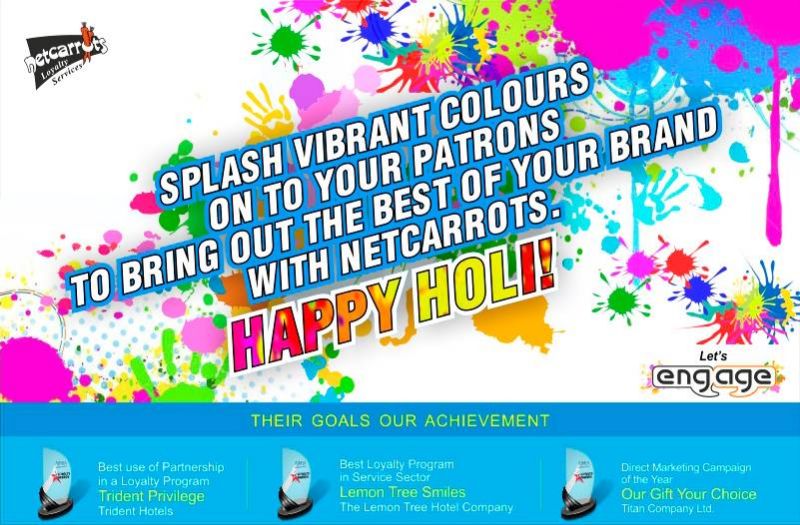 netcarrots
Loyalty
Services
SPLASH VIBRANT COLOURS
ON TO YOUR PATRONS
TO BRING OUT THE BEST OF YOUR BRAND
WITH NETCARROTS.
HAPPY HOLI!
Let's
engage
THEIR GOALS OUR ACHIEVEMENT
Best use of Partnership
in a Loyalty Program
Trident Privilege
Trident Hotels
Best Loyalty Program
in Service Sector
Lemon Tree Smiles
The Lemon Tree Hotel Company
Direct Marketing Campaign
of the Year
Our Gift Your Choice
Titan Company Ltd.